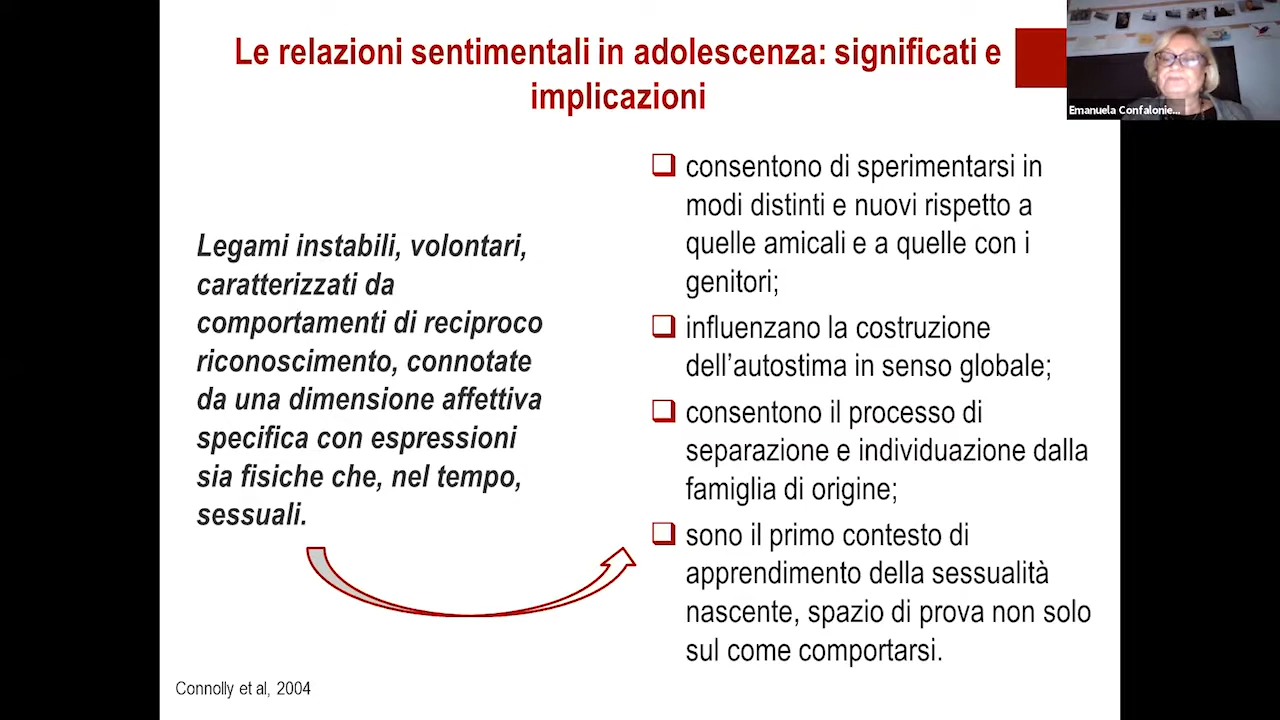 Le relazioni sentimentali in adolescenza: significati e
implicazioni
Emanuela Confalonie...
Legami instabili, volontari,
caratterizzati da
comportamenti di reciproco
riconoscimento, connotate
da una dimensione affettiva
specifica con espressioni
sia fisiche che, nel tempo,
sessuali.
consentono di sperimentarsi in
modi distinti e nuovi rispetto a
quelle amicali e a quelle con i
genitori;
influenzano la costruzione
dell’autostima in senso globale;
consentono il processo di
separazione e individuazione dalla
famiglia di origine;
sono il primo contesto di
apprendimento della sessualità
nascente, spazio di prova non solo
sul come comportarsi.
Connolly et al, 2004